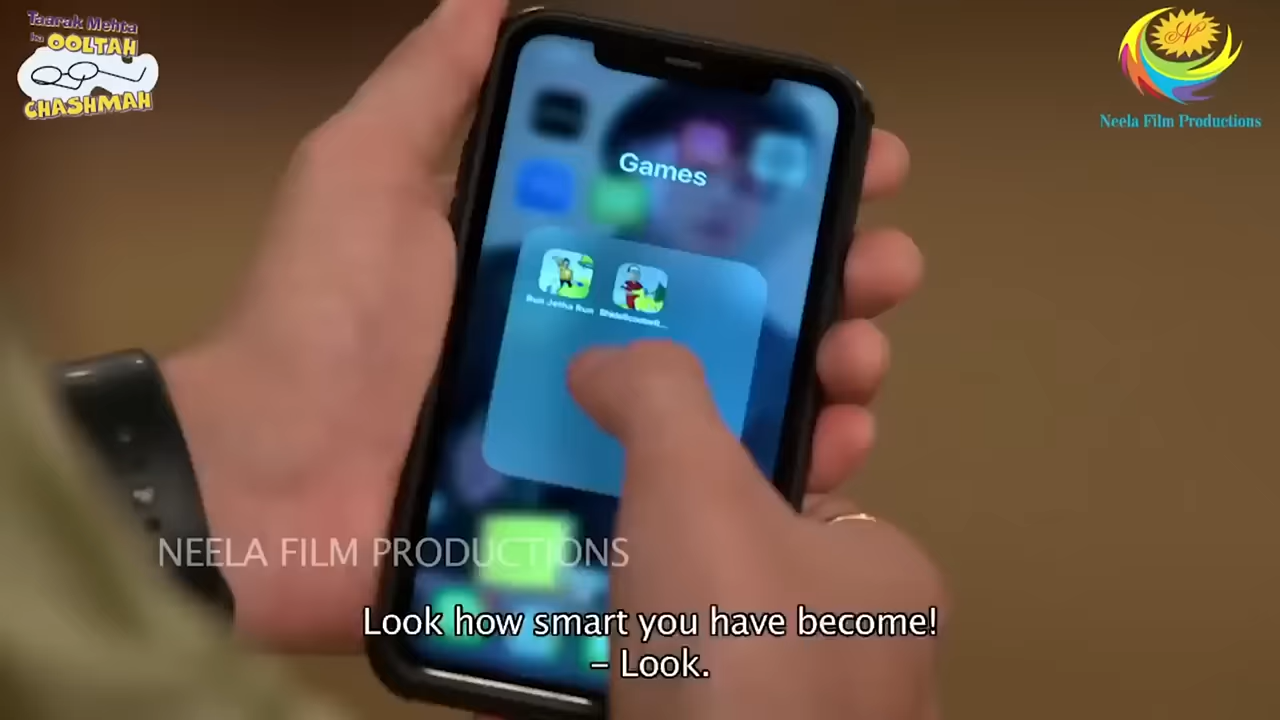 Taarak Mehta
ka OOLTAH
CHASHMAH
Neela Film Productions
Games
Run Jetha Run
NEELA FILM PRODUCTIONS
Look how smart you have become!
– Look.